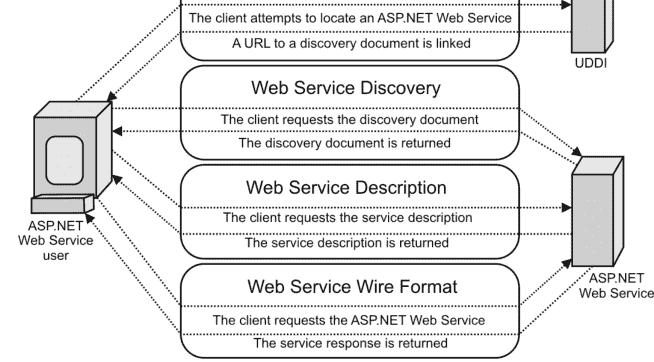 The client attempts to locate an ASP.NET Web Service
A URL to a discovery document is linked
UDDI
Web Service Discovery
The client requests the discovery document
The discovery document is returned
Web Service Description
The client requests the service description
The service description is returned
ASP.NET
Web Service
user
Web Service Wire Format
The client requests the ASP.NET Web Service
The service response is returned
ASP.NET
Web Service